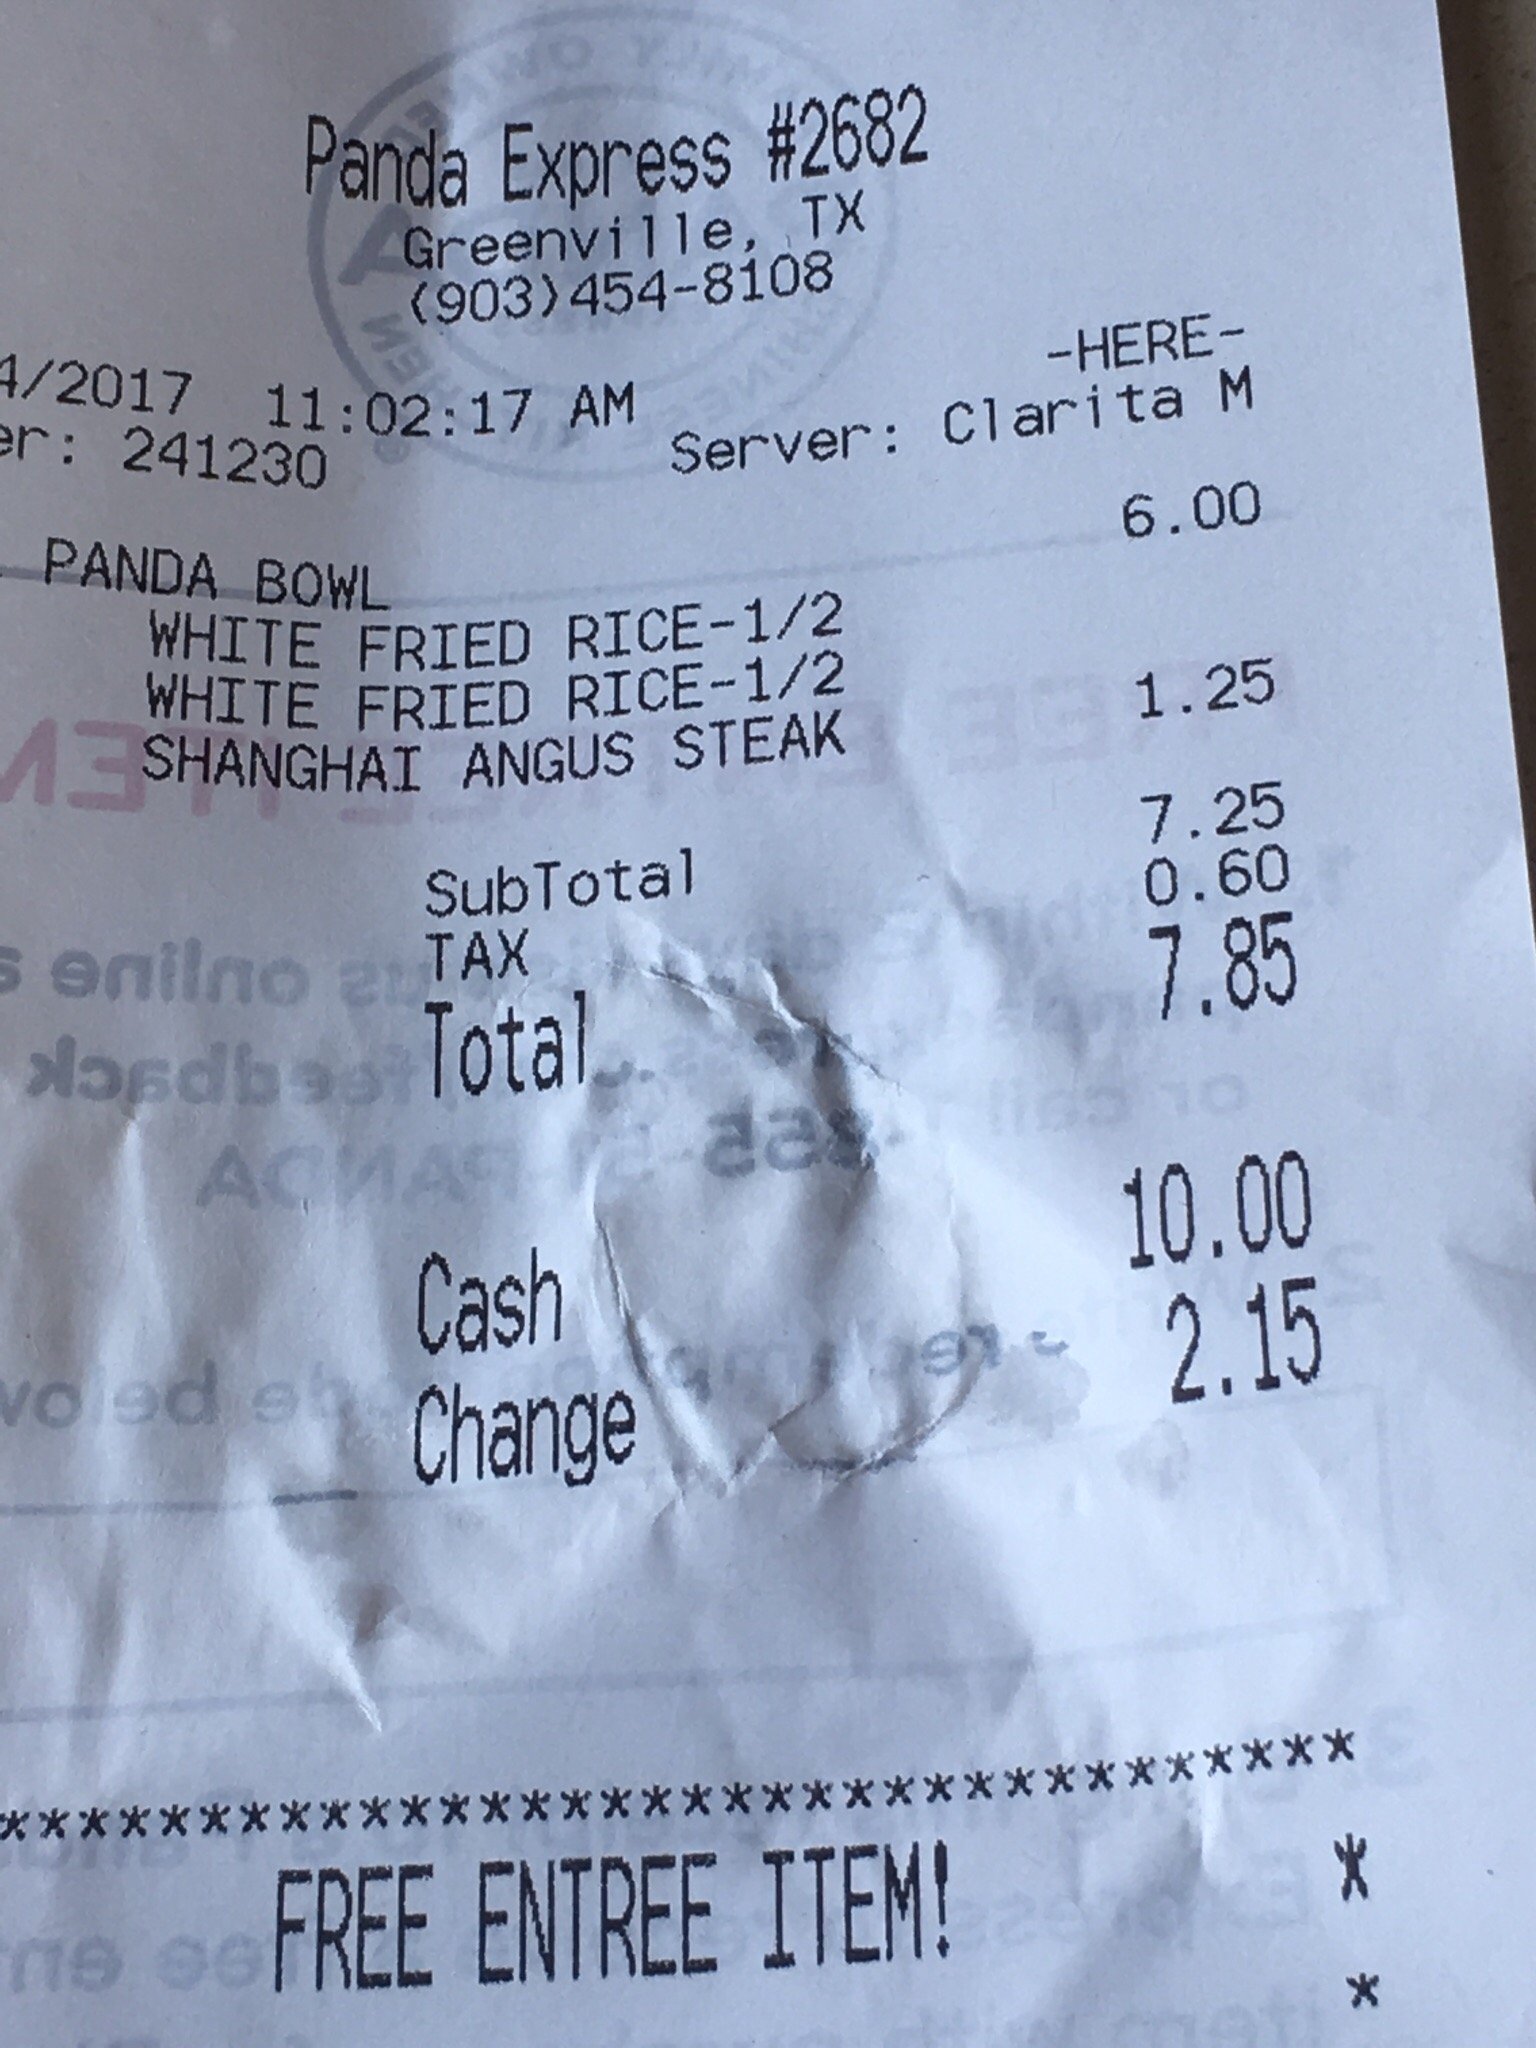 Panda Express #2682
Greenville, TX
(903)454-8108
-HERE-
4/2017 11:02:17 AM
er: 241230 Server: Clarita M
PANDA BOWL 6.00
WHITE FRIED RICE-1/2
WHITE FRIED RICE-1/2
SHANGHAI ANGUS STEAK 1.25
SubTotal 7.25
TAX 0.60
Total 7.85
Cash 10.00
Change 2.15
***********************************
FREE ENTREE ITEM! *
*